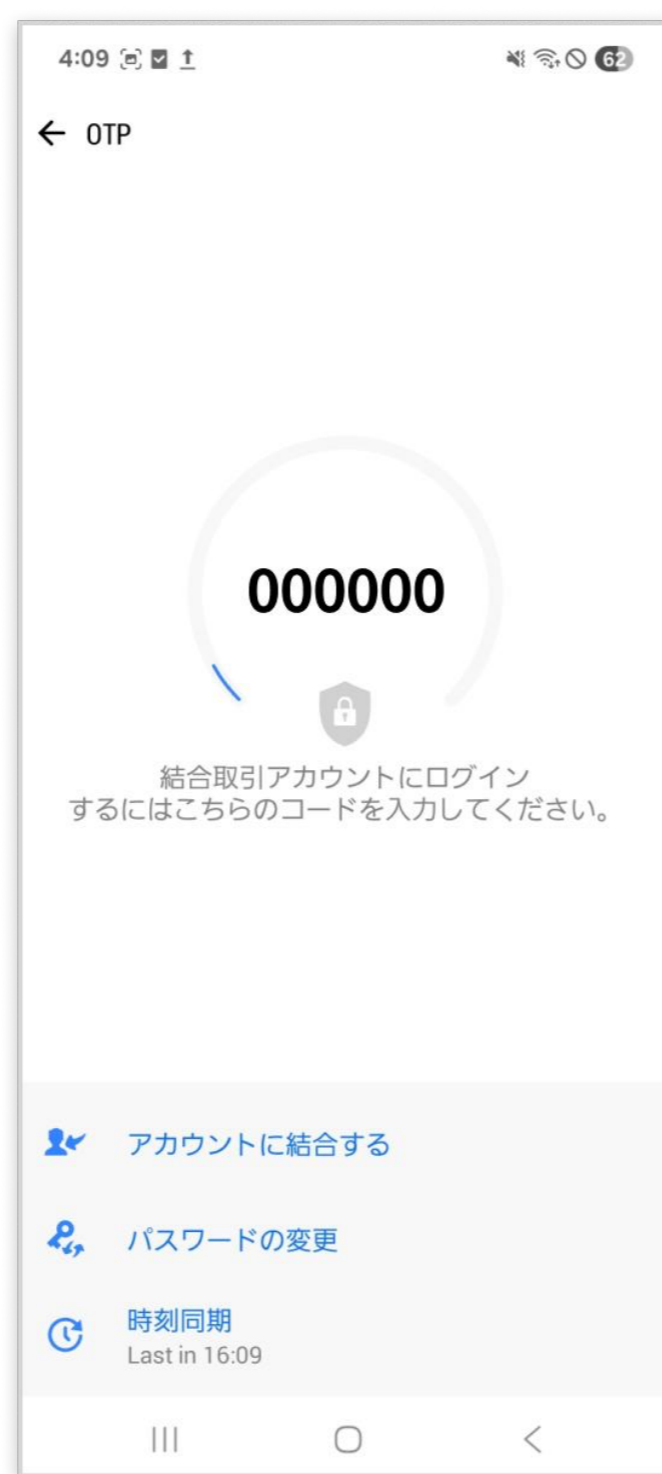 4:09
62
OTP
000000
結合取引アカウントにログイン
するにはこちらのコードを入力してください。
アカウントに結合する
パスワードの変更
時刻同期
Last in 16:09